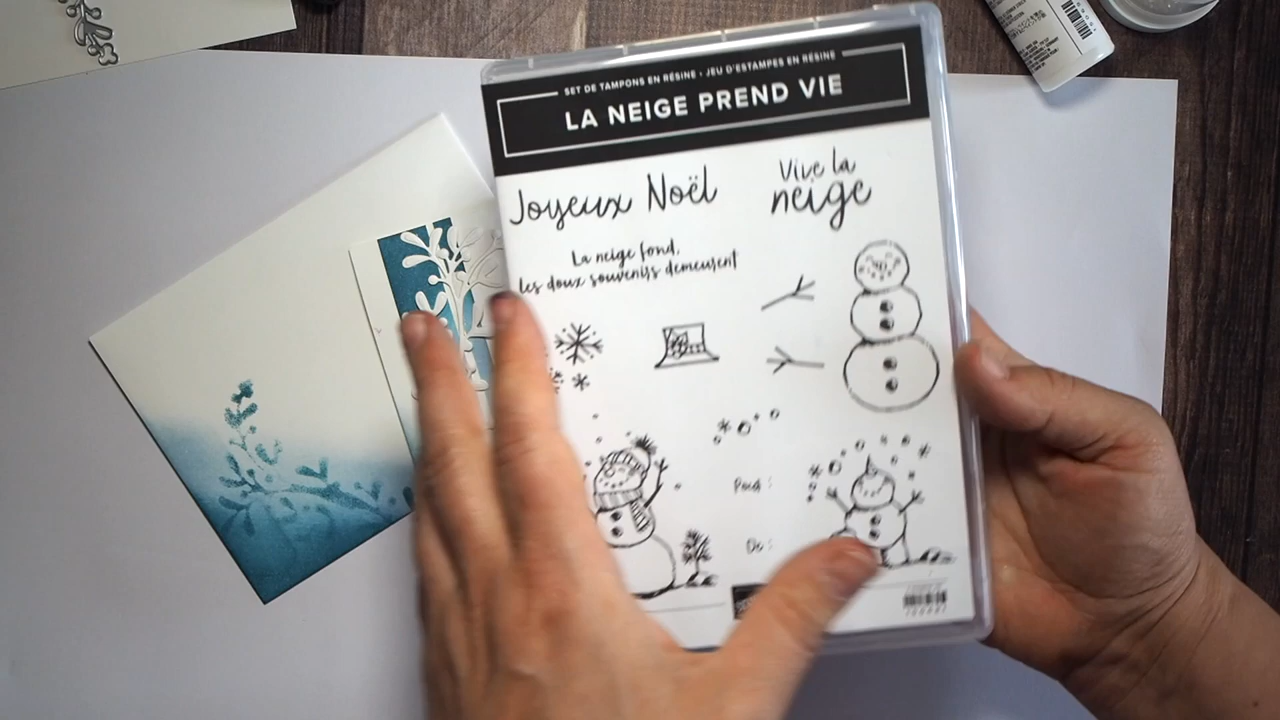 SET DE TAMPONS EN RÉSINE • JEU D'ESTAMPES EN RÉSINE
LA NEIGE PREND VIE
Joyeux Noël
Vive la
neige
La neige fond,
les doux souvenirs demeurent
Pour :
De :